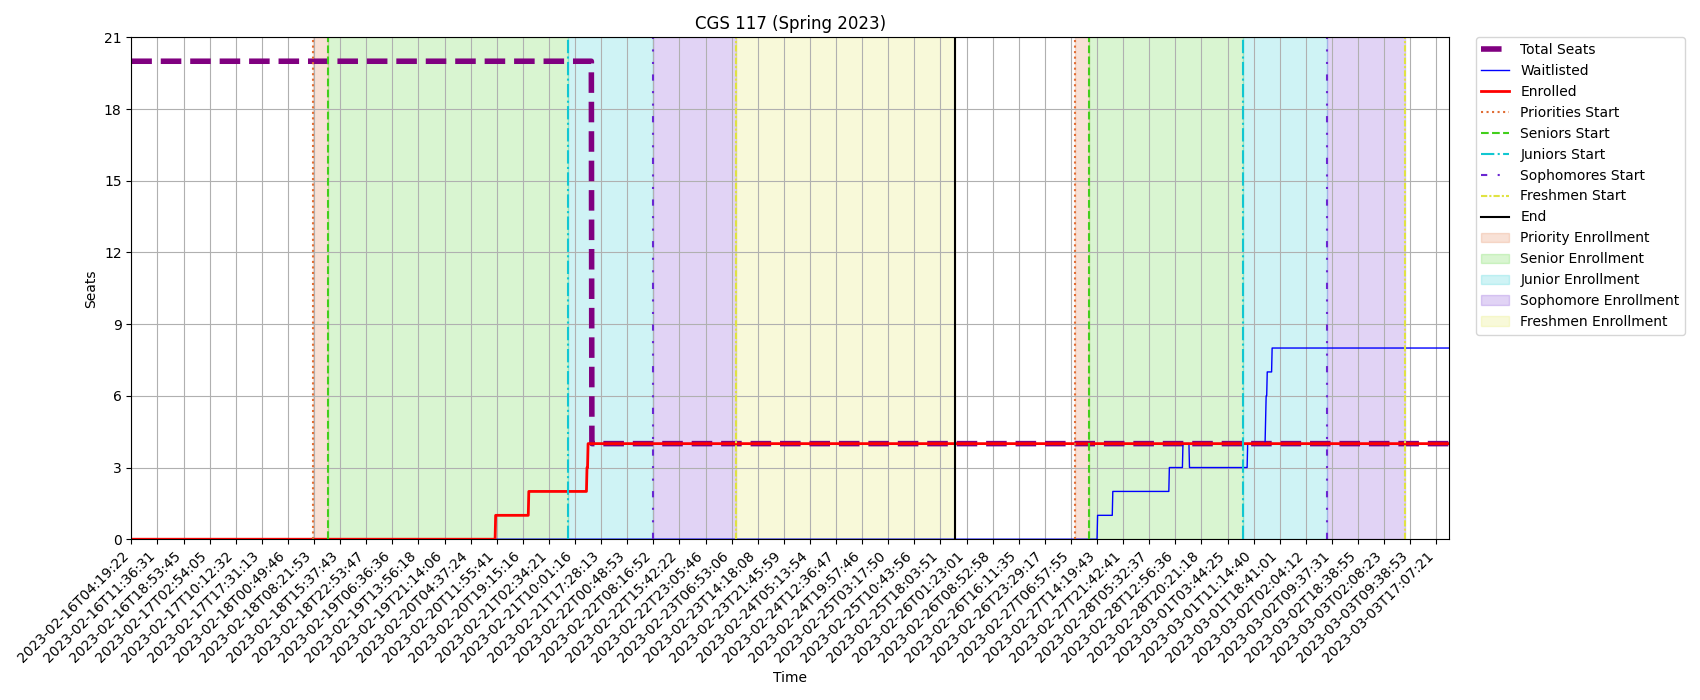 CGS 117 (Spring 2023)
21
18
15
12
9
6
3
0
Seats
2023-02-16T04:19:22
2023-02-16T11:36:31
2023-02-16T18:53:45
2023-02-17T02:54:05
2023-02-17T10:12:32
2023-02-17T17:31:13
2023-02-18T00:49:46
2023-02-18T08:21:53
2023-02-18T15:37:43
2023-02-18T22:53:47
2023-02-19T06:36:36
2023-02-19T13:56:18
2023-02-19T21:14:06
2023-02-20T04:37:24
2023-02-20T11:55:41
2023-02-20T19:15:16
2023-02-21T02:34:21
2023-02-21T10:01:16
2023-02-21T17:28:13
2023-02-22T00:48:53
2023-02-22T08:16:52
2023-02-22T15:42:22
2023-02-22T23:05:46
2023-02-23T06:53:06
2023-02-23T14:18:08
2023-02-23T21:45:59
2023-02-24T05:13:54
2023-02-24T12:36:47
2023-02-24T19:57:46
2023-02-25T03:17:50
2023-02-25T10:43:56
2023-02-25T18:03:51
2023-02-26T01:23:01
2023-02-26T08:52:58
2023-02-26T16:11:35
2023-02-26T23:29:17
2023-02-27T06:57:55
2023-02-27T14:19:43
2023-02-27T21:42:41
2023-02-28T05:32:37
2023-02-28T12:56:36
2023-02-28T20:21:18
2023-03-01T03:44:25
2023-03-01T11:14:40
2023-03-01T18:41:01
2023-03-02T02:04:12
2023-03-02T09:37:31
2023-03-02T18:38:55
2023-03-03T02:08:23
2023-03-03T09:38:53
2023-03-03T17:07:21
Time
Total Seats
Waitlisted
Enrolled
Priorities Start
Seniors Start
Juniors Start
Sophomores Start
Freshmen Start
End
Priority Enrollment
Senior Enrollment
Junior Enrollment
Sophomore Enrollment
Freshmen Enrollment